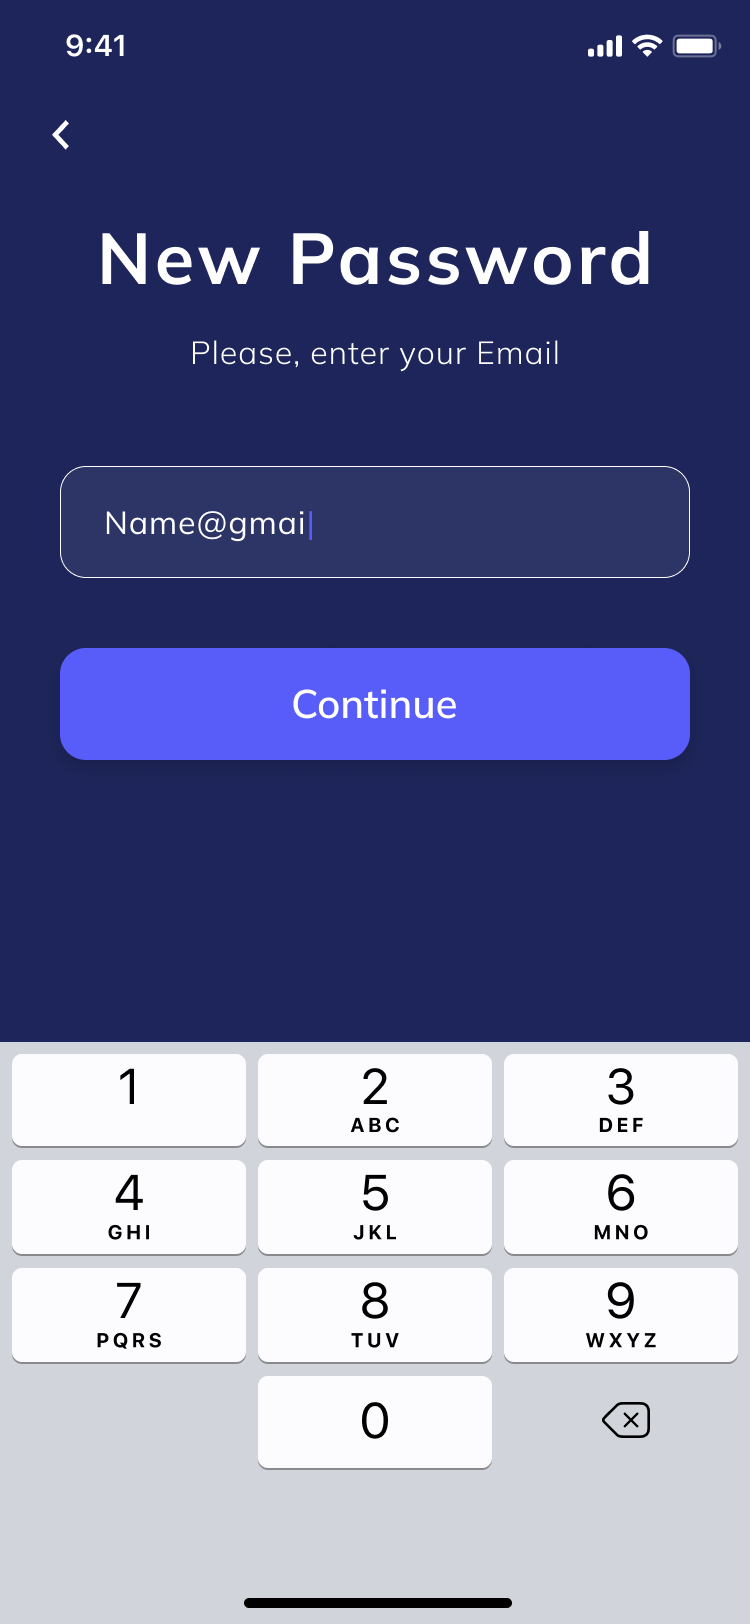 9:41
New Password
Please, enter your Email
Name@gmai
Continue
1 2 3
ABC DEF
4 5 6
GHI JKL MNO
7 8 9
PQRS TUV WXYZ
0